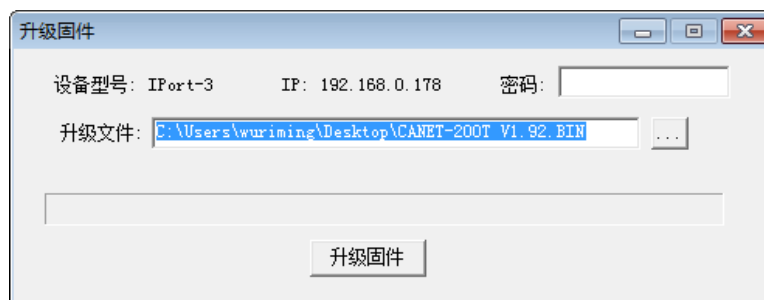 升级固件
设备型号: IPort-3 IP: 192.168.0.178 密码:
升级文件: C:\Users\wuriming\Desktop\CANET-200T V1.92.BIN ...
升级固件